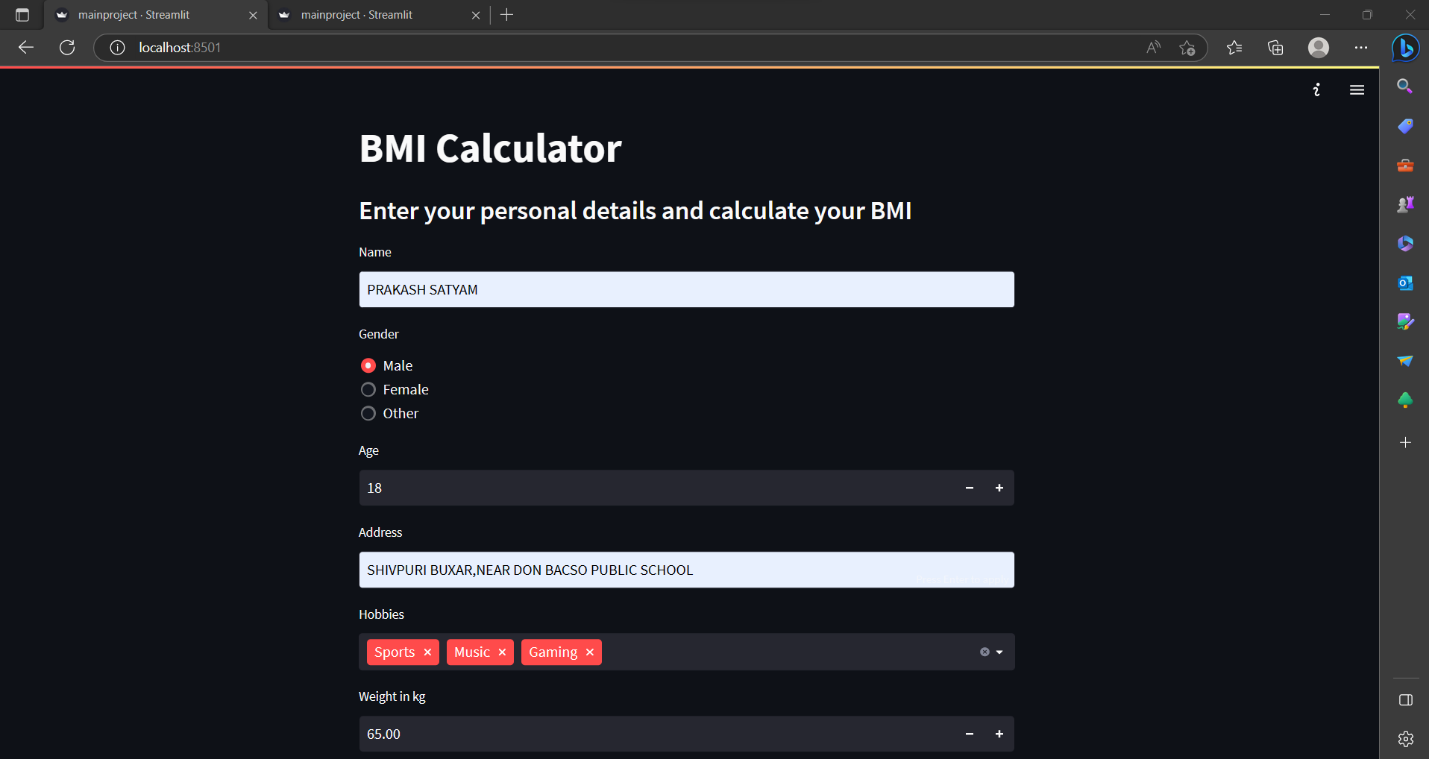 mainproject · Streamlit
mainproject · Streamlit
localhost:8501
BMI Calculator
Enter your personal details and calculate your BMI
Name
PRAKASH SATYAM
Gender
Male
Female
Other
Age
18
Address
SHIVPURI BUXAR,NEAR DON BACSO PUBLIC SCHOOL
Hobbies
Sports Music Gaming
Weight in kg
65.00